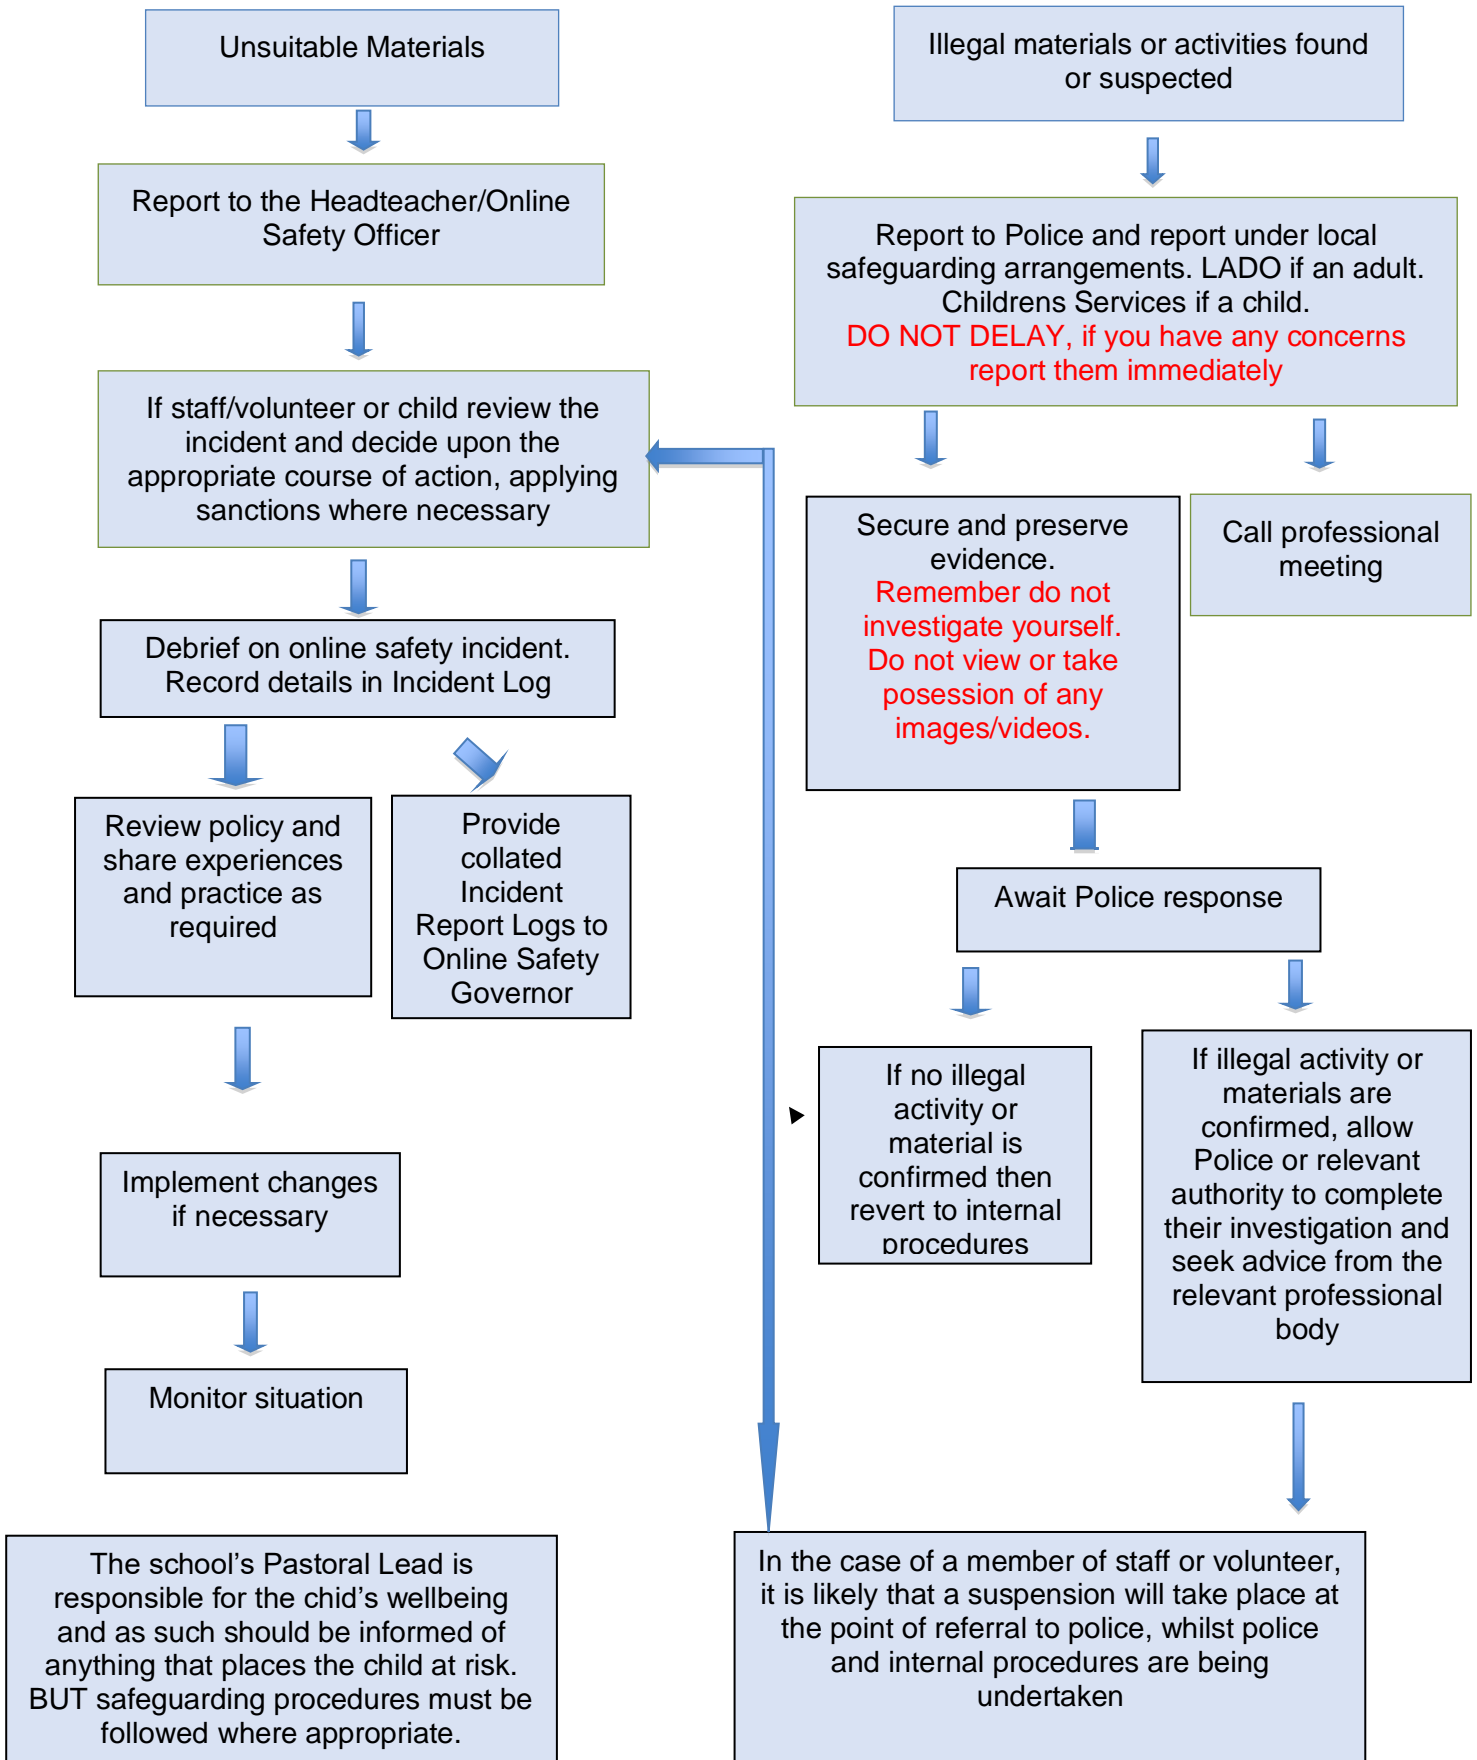 Unsuitable Materials
Report to the Headteacher/Online
Safety Officer
If staff/volunteer or child review the
incident and decide upon the
appropriate course of action, applying
sanctions where necessary
Debrief on online safety incident.
Record details in Incident Log
Review policy and
share experiences
and practice as
required
Provide
collated
Incident
Report Logs to
Online Safety
Governor
Implement changes
if necessary
Monitor situation
The school’s Pastoral Lead is
responsible for the chid’s wellbeing
and as such should be informed of
anything that places the child at risk.
BUT safeguarding procedures must be
followed where appropriate.
Illegal materials or activities found
or suspected
Report to Police and report under local
safeguarding arrangements. LADO if an adult.
Childrens Services if a child.
DO NOT DELAY, if you have any concerns
report them immediately
Secure and preserve
evidence.
Remember do not
investigate yourself.
Do not view or take
posession of any
images/videos.
Call professional
meeting
Await Police response
If no illegal
activity or
material is
confirmed then
revert to internal
procedures
If illegal activity or
materials are
confirmed, allow
Police or relevant
authority to complete
their investigation and
seek advice from the
relevant professional
body
In the case of a member of staff or volunteer,
it is likely that a suspension will take place at
the point of referral to police, whilst police
and internal procedures are being
undertaken